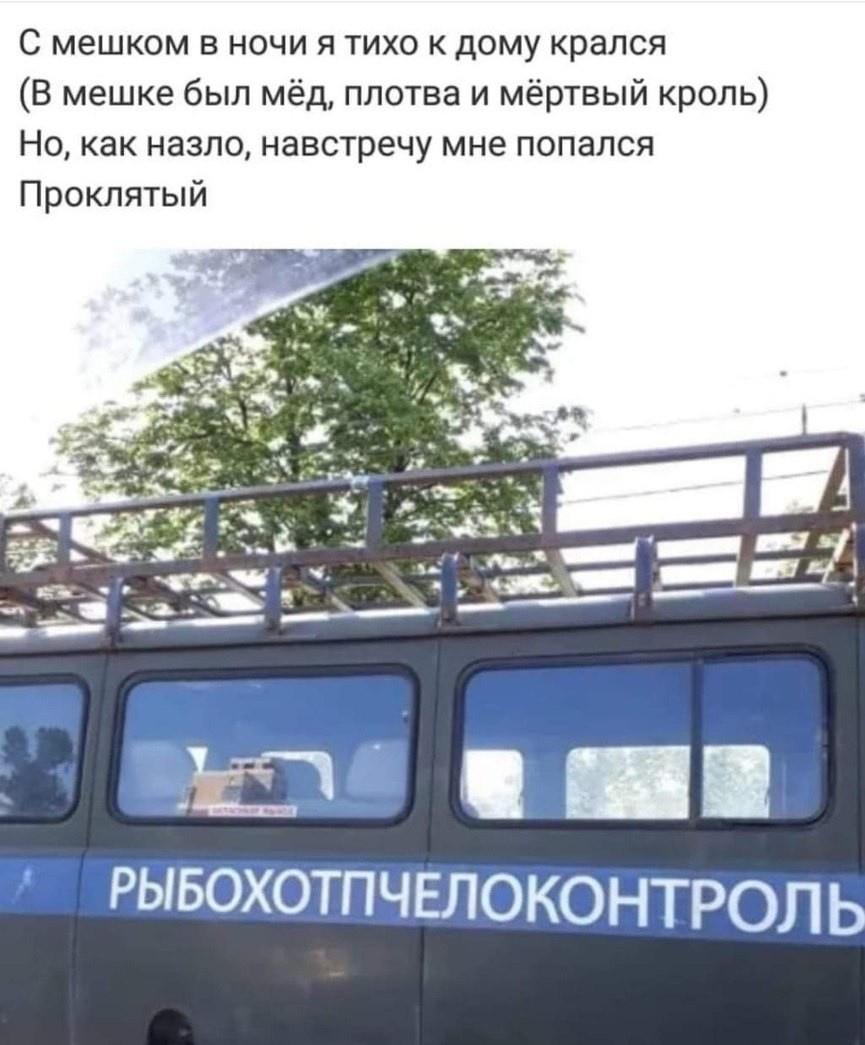 С мешком в ночи я тихо к дому крался
(В мешке был мёд, плотва и мёртвый кроль)
Но, как назло, навстречу мне попался
Проклятый
РЫБОХОТПЧЕЛОКОНТРОЛЬ